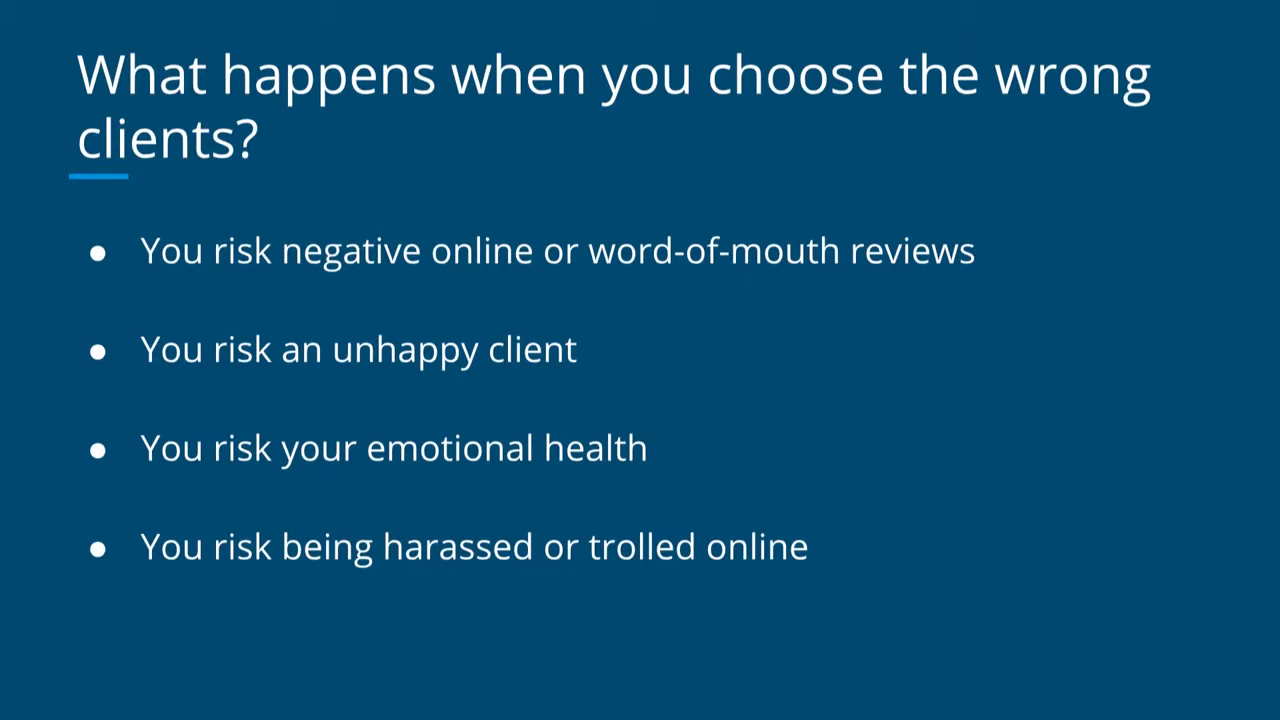 What happens when you choose the wrong
clients?
● You risk negative online or word-of-mouth reviews
● You risk an unhappy client
● You risk your emotional health
● You risk being harassed or trolled online